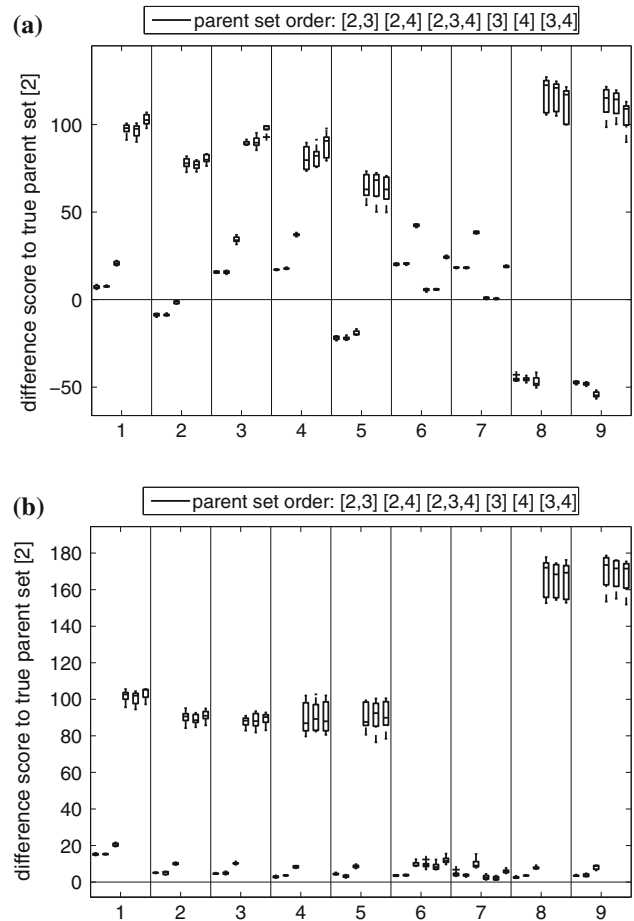 (a)
parent set order: [2,3] [2,4] [2,3,4] [3] [4] [3,4]
difference score to true parent set [2]
100
50
0
−50
1 2 3 4 5 6 7 8 9
(b)
parent set order: [2,3] [2,4] [2,3,4] [3] [4] [3,4]
difference score to true parent set [2]
180
160
140
120
100
80
60
40
20
0
1 2 3 4 5 6 7 8 9